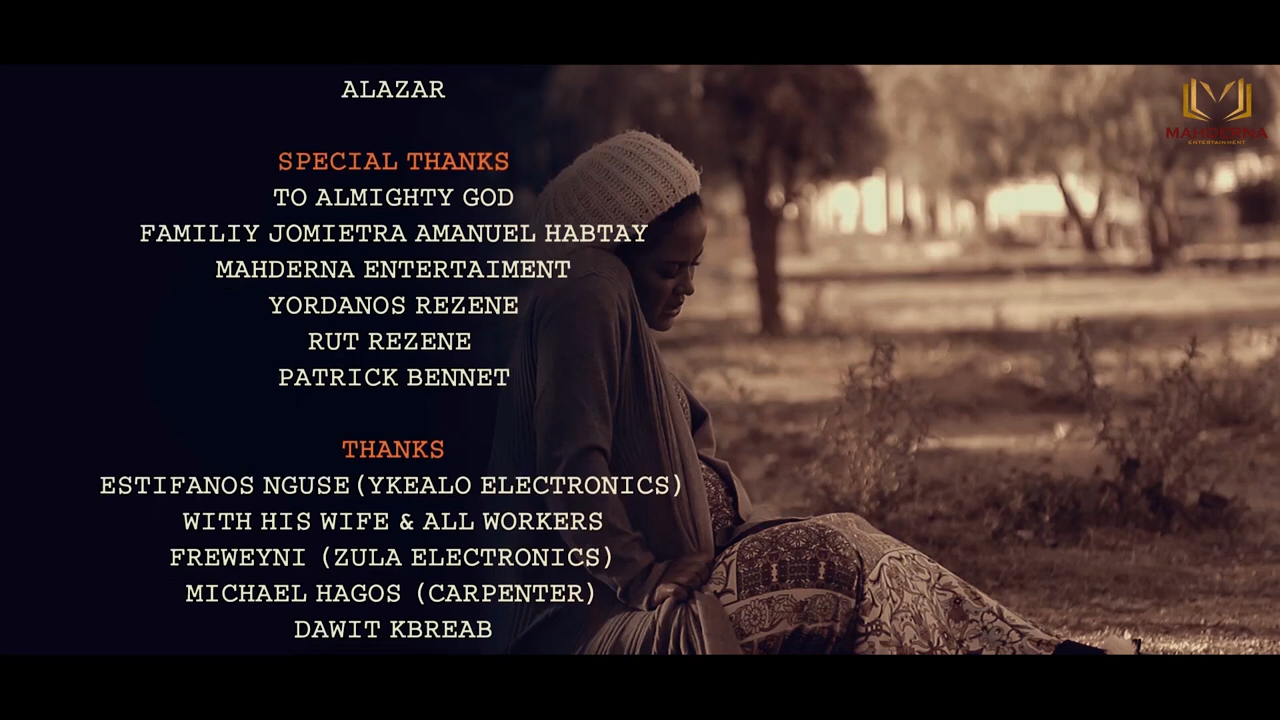 ALAZAR
SPECIAL THANKS
TO ALMIGHTY GOD
FAMILIY JOMIETRA AMANUEL HABTAY
MAHDERNA ENTERTAIMENT
YORDANOS REZENE
RUT REZENE
PATRICK BENNET
THANKS
ESTIFANOS NGUSE(YKEALO ELECTRONICS)
WITH HIS WIFE & ALL WORKERS
FREWEYNI (ZULA ELECTRONICS)
MICHAEL HAGOS (CARPENTER)
DAWIT KBREAB
MAHDERNA
ENTERTAINMENT